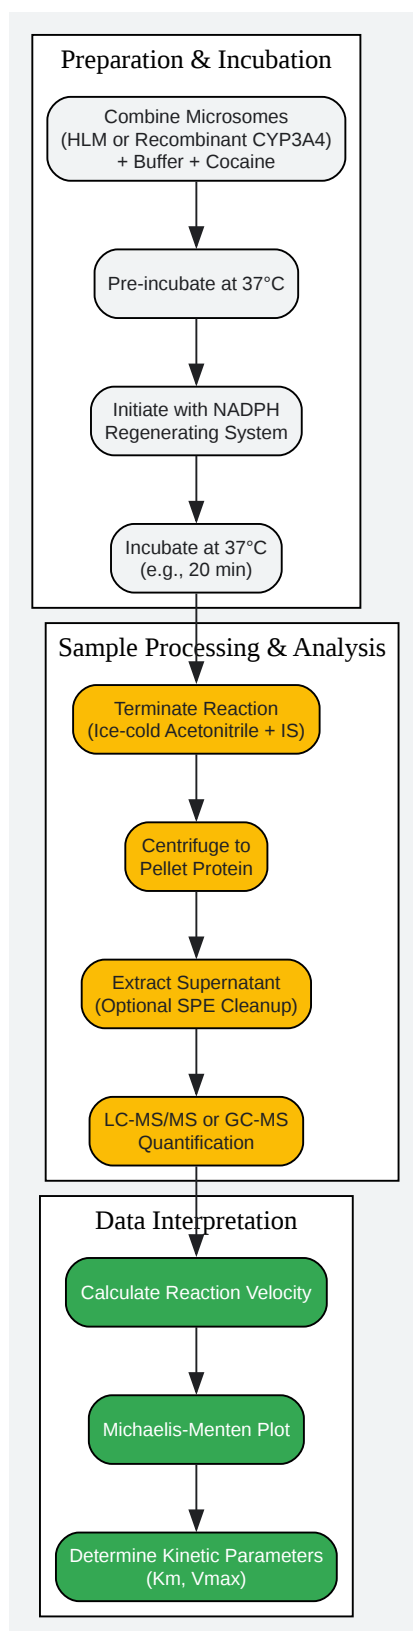 Preparation & Incubation
Combine Microsomes
(HLM or Recombinant CYP3A4)
+ Buffer + Cocaine
Pre-incubate at 37°C
Initiate with NADPH
Regenerating System
Incubate at 37°C
(e.g., 20 min)
Sample Processing & Analysis
Terminate Reaction
(Ice-cold Acetonitrile + IS)
Centrifuge to
Pellet Protein
Extract Supernatant
(Optional SPE Cleanup)
LC-MS/MS or GC-MS
Quantification
Data Interpretation
Calculate Reaction Velocity
Michaelis-Menten Plot
Determine Kinetic Parameters
(Km, Vmax)